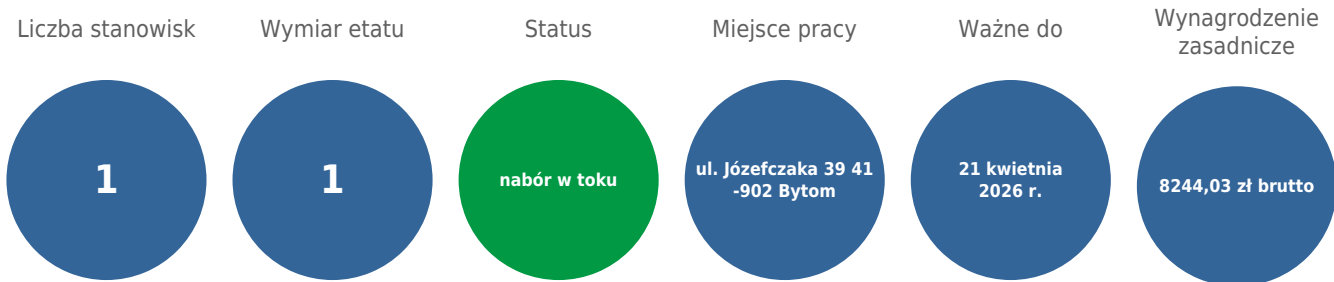 Liczba stanowisk
Wymiar etatu
Status
Miejsce pracy
Ważne do
Wynagrodzenie
zasadnicze
1
1
nabór w toku
ul. Józefczaka 39 41
-902 Bytom
21 kwietnia
2026 r.
8244,03 zł brutto